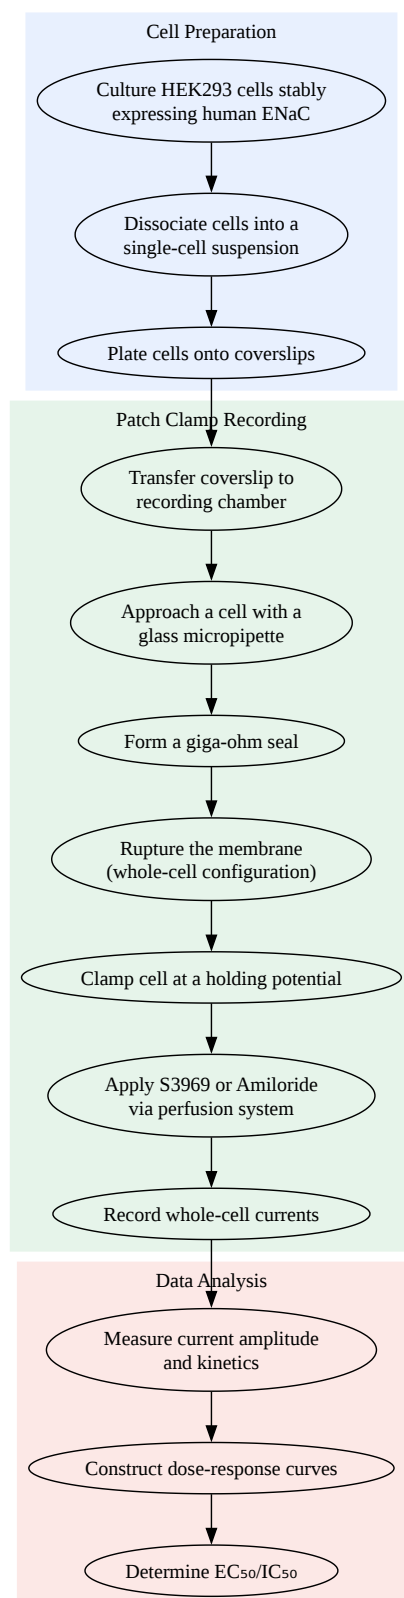 Cell Preparation
Culture HEK293 cells stably
expressing human ENaC
Dissociate cells into a
single-cell suspension
Plate cells onto coverslips
Patch Clamp Recording
Transfer coverslip to
recording chamber
Approach a cell with a
glass micropipette
Form a giga-ohm seal
Rupture the membrane
(whole-cell configuration)
Clamp cell at a holding potential
Apply S3969 or Amiloride
via perfusion system
Record whole-cell currents
Data Analysis
Measure current amplitude
and kinetics
Construct dose-response curves
Determine EC₅₀/IC₅₀